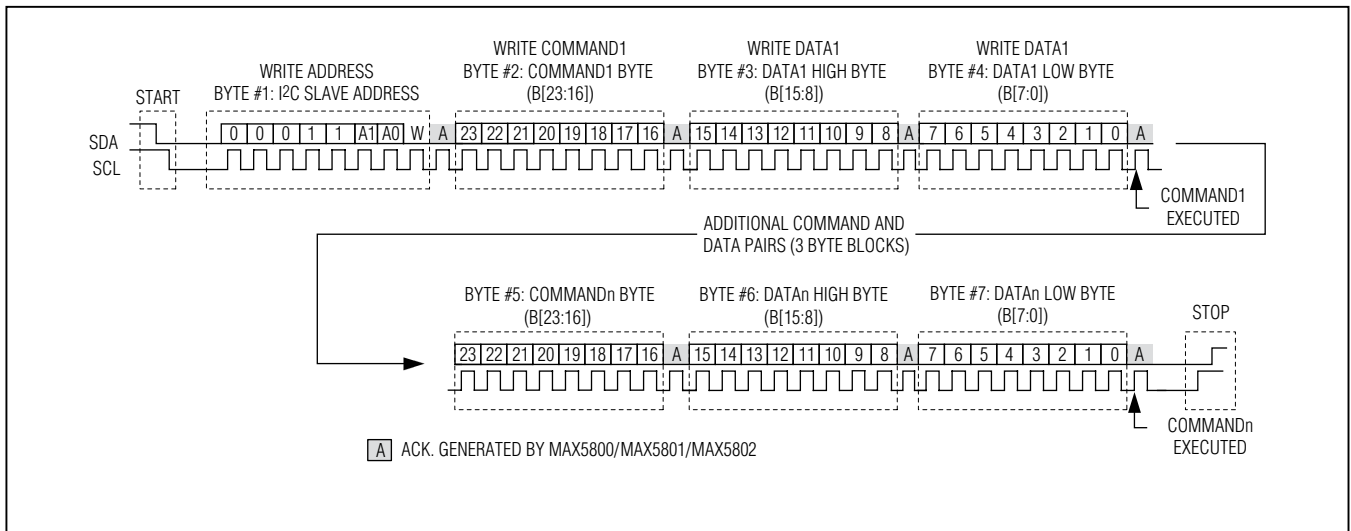 WRITE ADDRESS
BYTE #1: I2C SLAVE ADDRESS
WRITE COMMAND1
BYTE #2: COMMAND1 BYTE
(B[23:16])
WRITE DATA1
BYTE #3: DATA1 HIGH BYTE
(B[15:8])
WRITE DATA1
BYTE #4: DATA1 LOW BYTE
(B[7:0])
START
SDA
0 0 0 1 1 A1 A0 W A 23 22 21 20 19 18 17 16 A 15 14 13 12 11 10 9 8 A 7 6 5 4 3 2 1 0 A
SCL
COMMAND1
EXECUTED
ADDITIONAL COMMAND AND
DATA PAIRS (3 BYTE BLOCKS)
BYTE #5: COMMANDn BYTE
(B[23:16])
BYTE #6: DATAn HIGH BYTE
(B[15:8])
BYTE #7: DATAn LOW BYTE
(B[7:0])
STOP
23 22 21 20 19 18 17 16 A 15 14 13 12 11 10 9 8 A 7 6 5 4 3 2 1 0 A
COMMANDn
EXECUTED
A ACK. GENERATED BY MAX5800/MAX5801/MAX5802